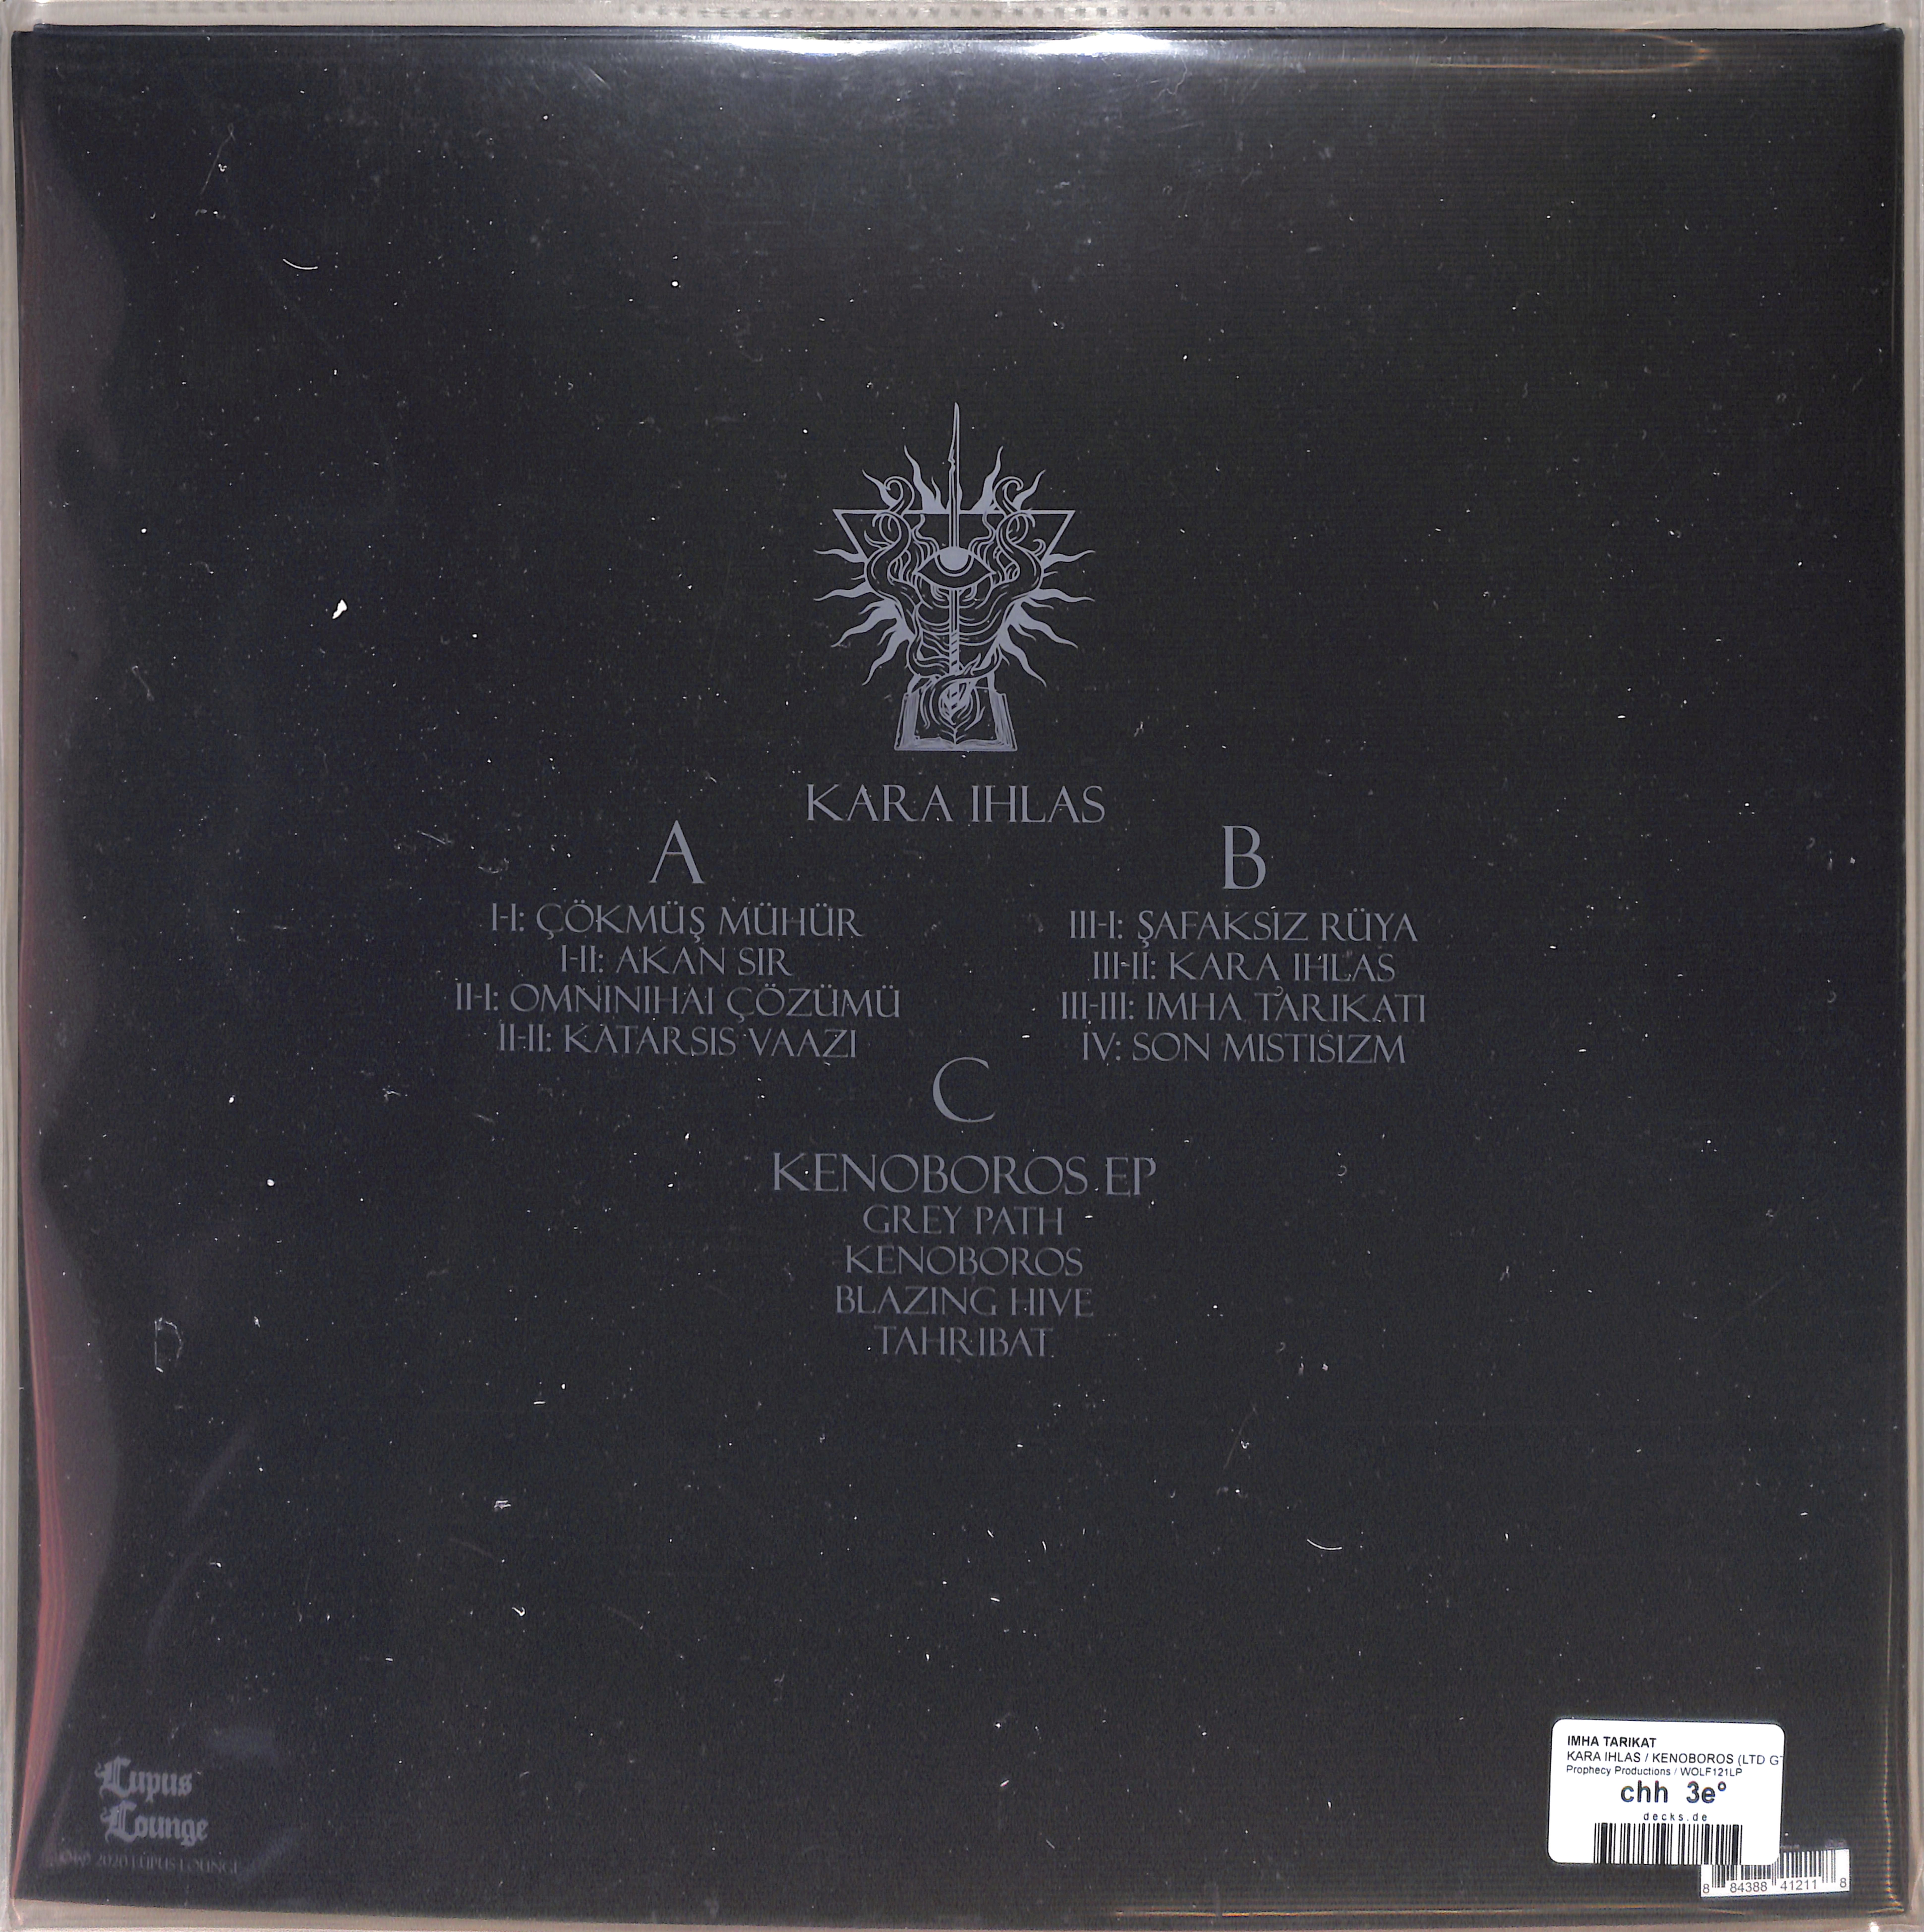 KARA IHLAS
A
I-I: ÇÖKMÜŞ MÜHÜR
I-II: AKAN SIR
II-I: OMNINIHAI ÇÖZÜMÜ
II-II: KATARSIS VAAZI
B
III-I: ŞAFAKSIZ RÜYA
III-II: KARA IHLAS
III-III: IMHA TARIKATI
IV: SON MISTISIZM
C
KENOBOROS EP
GREY PATH
KENOBOROS
BLAZING HIVE
TAHRIBAT
Lupus
Lounge
2020 LUPUS LOUNGE
IMHA TARIKAT
KARA IHLAS / KENOBOROS (LTD G
Prophecy Productions / WOLF121LP
chh 3e°
decks.de
8 84388 41211 8